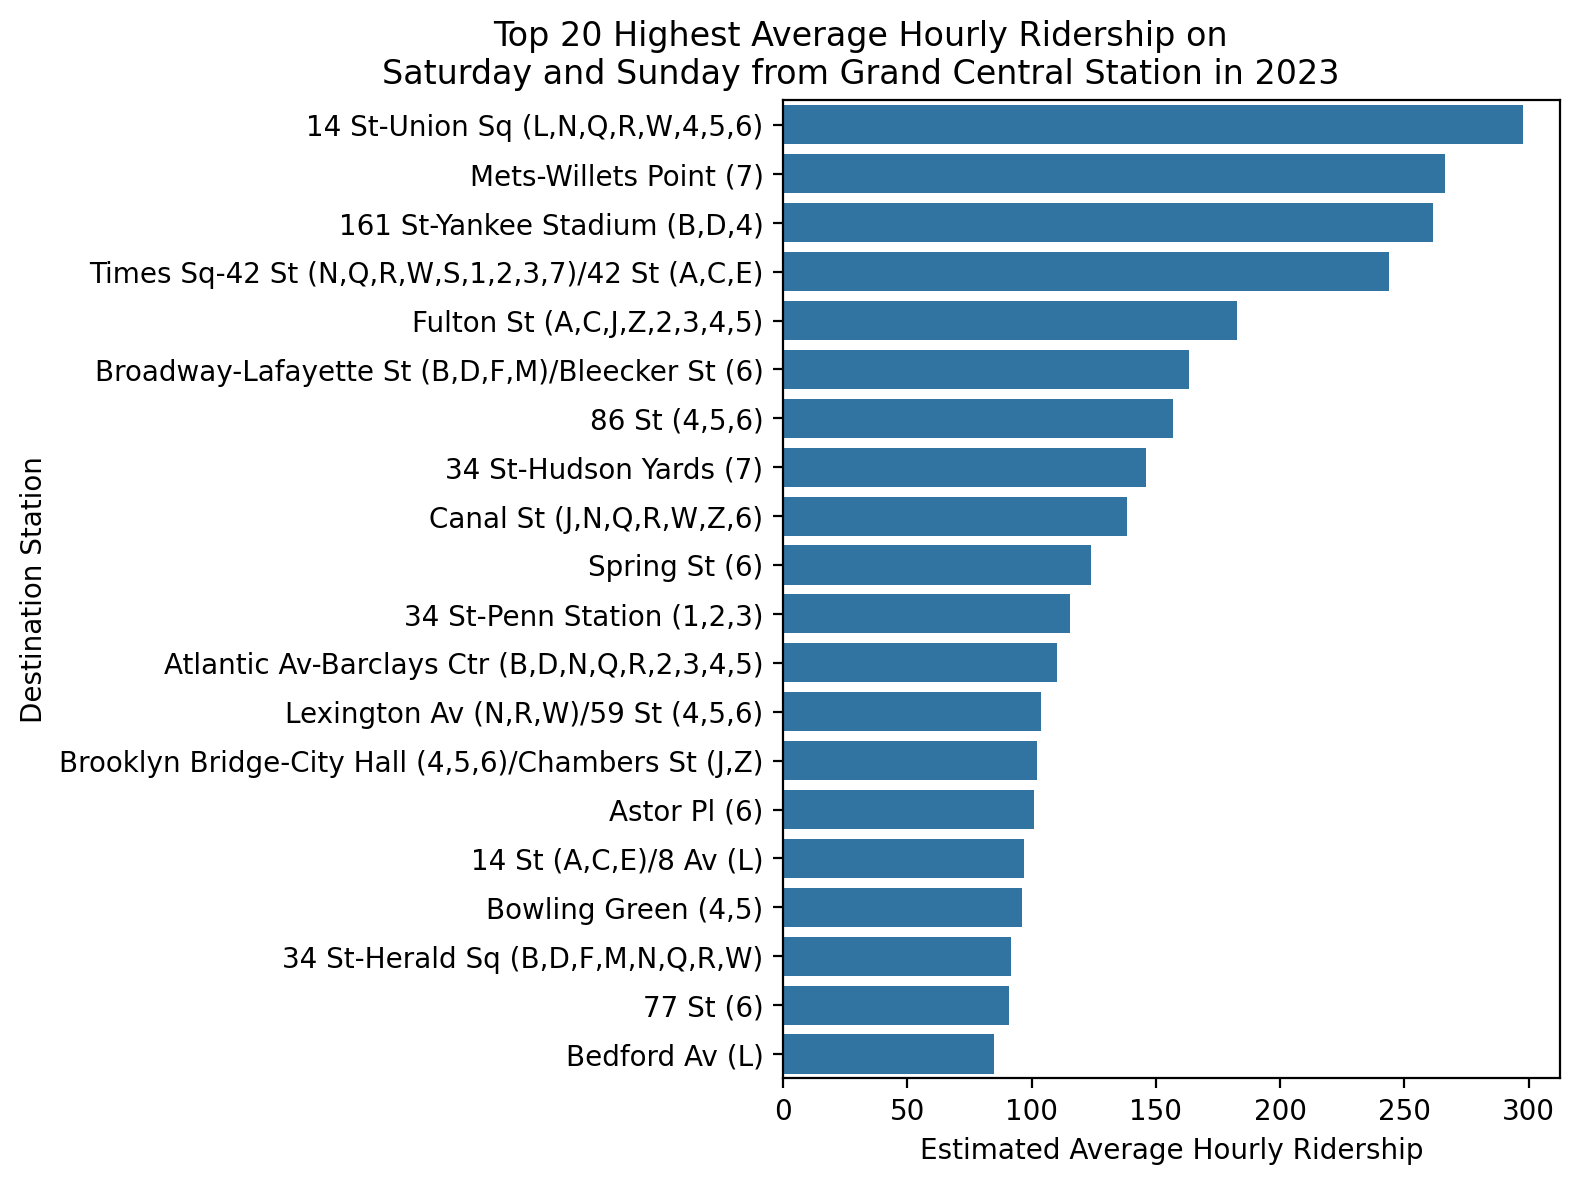 Top 20 Highest Average Hourly Ridership on
Saturday and Sunday from Grand Central Station in 2023
Destination Station
14 St-Union Sq (L,N,Q,R,W,4,5,6)
Mets-Willets Point (7)
161 St-Yankee Stadium (B,D,4)
Times Sq-42 St (N,Q,R,W,S,1,2,3,7)/42 St (A,C,E)
Fulton St (A,C,J,Z,2,3,4,5)
Broadway-Lafayette St (B,D,F,M)/Bleecker St (6)
86 St (4,5,6)
34 St-Hudson Yards (7)
Canal St (J,N,Q,R,W,Z,6)
Spring St (6)
34 St-Penn Station (1,2,3)
Atlantic Av-Barclays Ctr (B,D,N,Q,R,2,3,4,5)
Lexington Av (N,R,W)/59 St (4,5,6)
Brooklyn Bridge-City Hall (4,5,6)/Chambers St (J,Z)
Astor Pl (6)
14 St (A,C,E)/8 Av (L)
Bowling Green (4,5)
34 St-Herald Sq (B,D,F,M,N,Q,R,W)
77 St (6)
Bedford Av (L)
0 50 100 150 200 250 300
Estimated Average Hourly Ridership